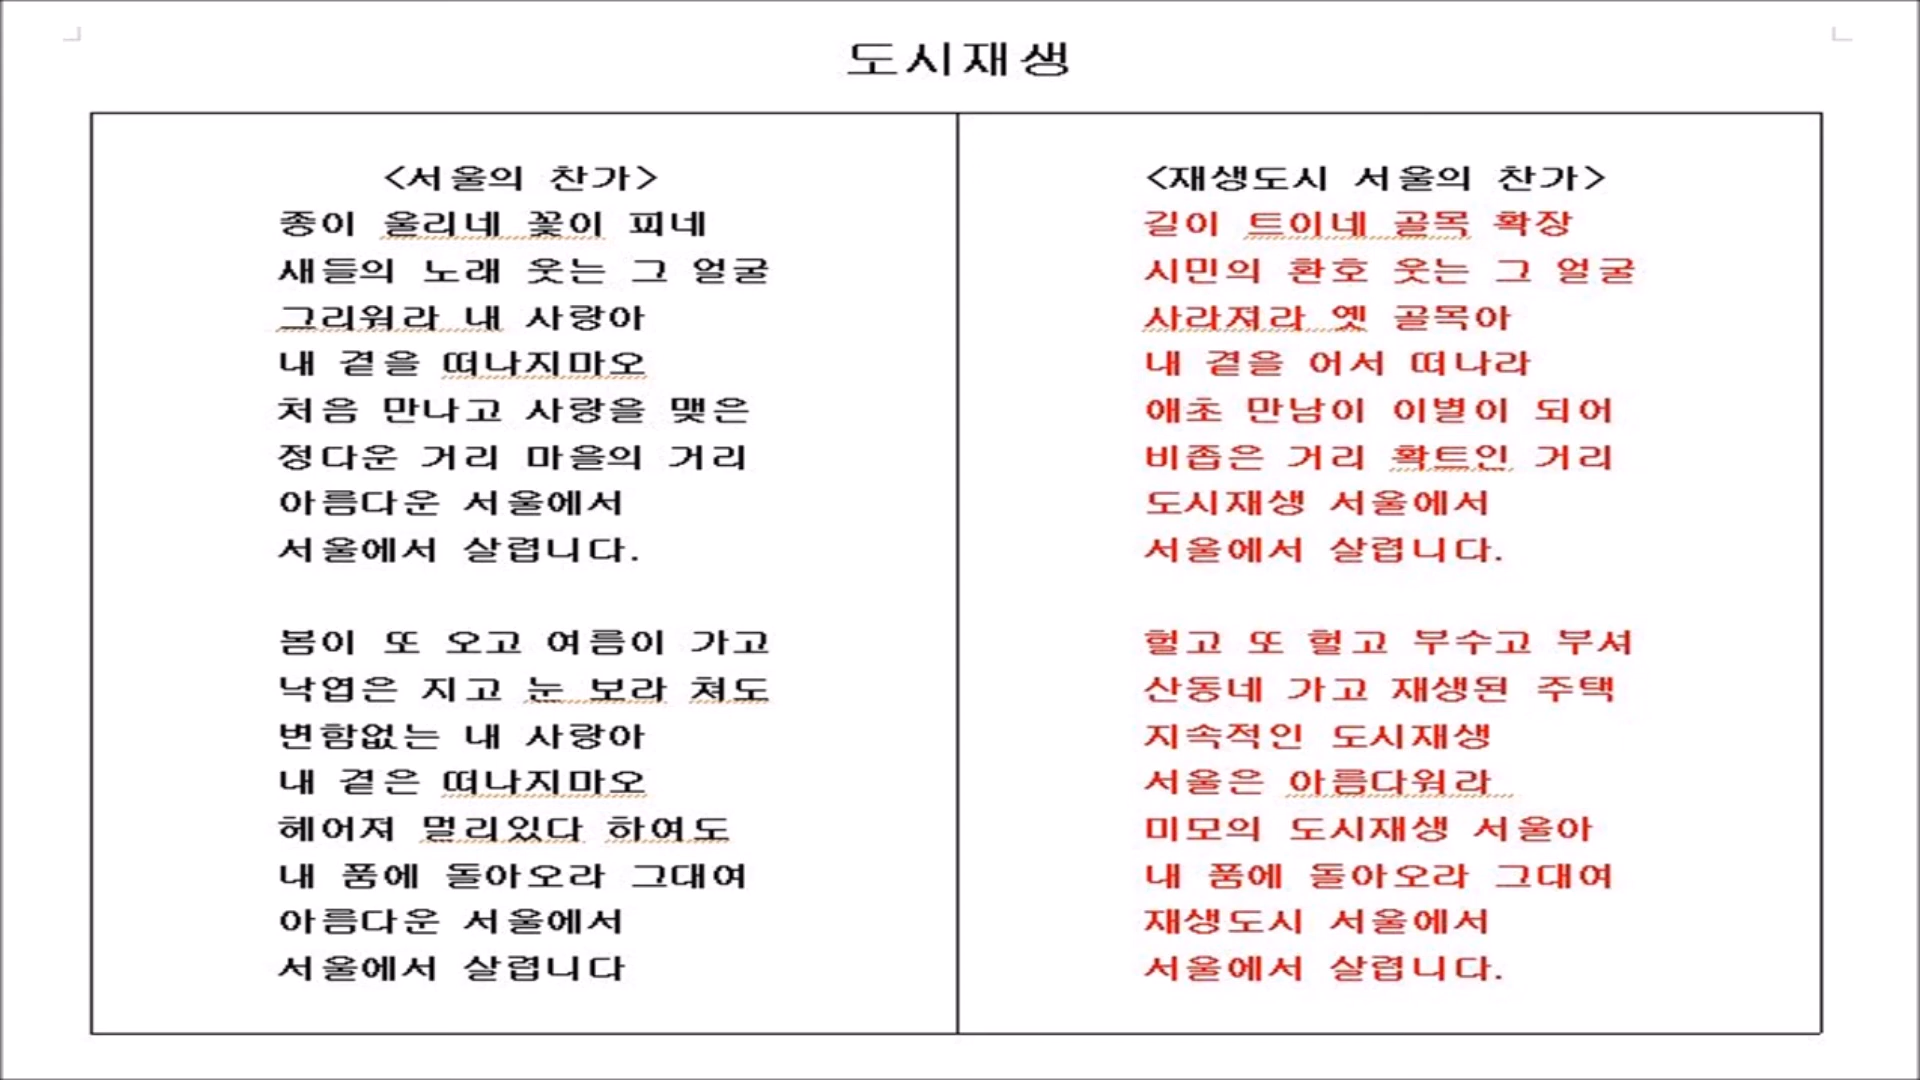 도시재생
<서울의 찬가>
종이 울리네 꽃이 피네
새들의 노래 웃는 그 얼굴
그리워라 내 사랑아
내 곁을 떠나지마오
처음 만나고 사랑을 맺은
정다운 거리 마을의 거리
아름다운 서울에서
서울에서 살렵니다.
봄이 또 오고 여름이 가고
낙엽은 지고 눈 보라 쳐도
변함없는 내 사랑아
내 곁은 떠나지마오
헤어져 멀리있다 하여도
내 품에 돌아오라 그대여
아름다운 서울에서
서울에서 살렵니다
<재생도시 서울의 찬가>
길이 트이네 골목 확장
시민의 환호 웃는 그 얼굴
사라져라 옛 골목아
내 곁을 어서 떠나라
애초 만남이 이별이 되어
비좁은 거리 확트인 거리
도시재생 서울에서
서울에서 살렵니다.
헐고 또 헐고 부수고 부셔
산동네 가고 재생된 주택
지속적인 도시재생
서울은 아름다워라
미모의 도시재생 서울아
내 품에 돌아오라 그대여
재생도시 서울에서
서울에서 살렵니다.